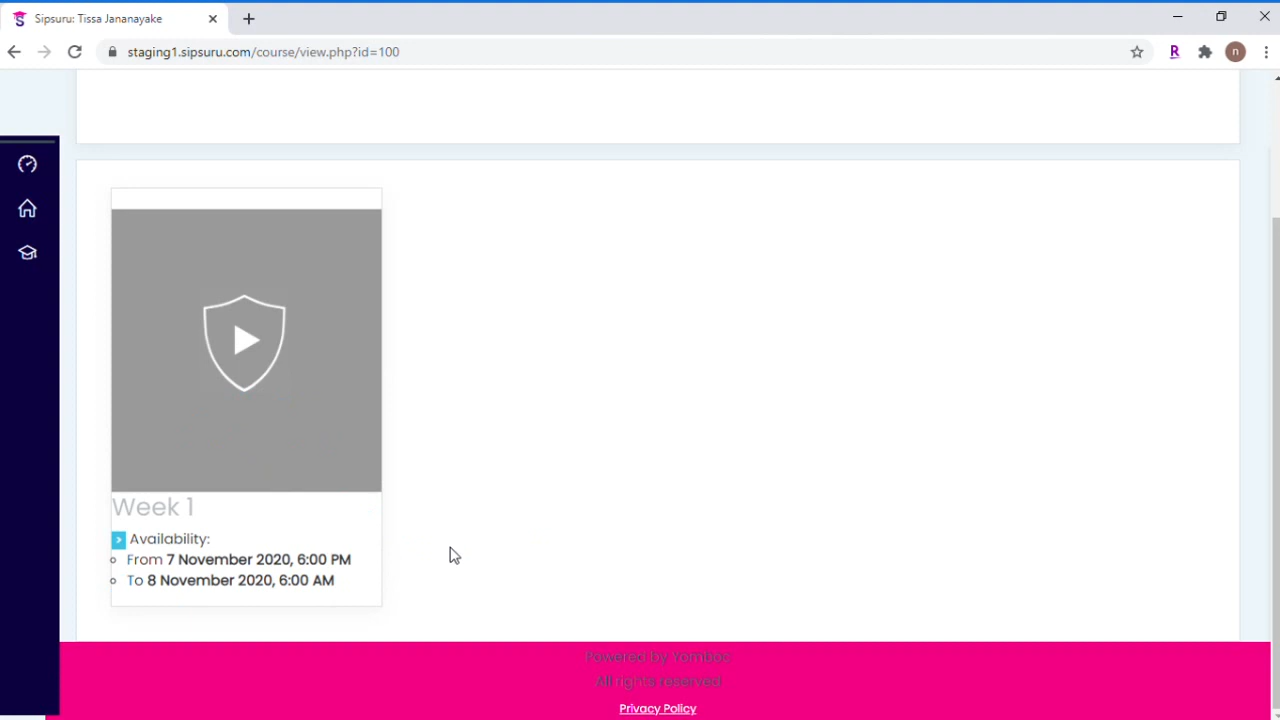 Sipsuru: Tissa Jananayake
staging1.sipsuru.com/course/view.php?id=100
R
n
Week 1
Availability:
From 7 November 2020, 6:00 PM
To 8 November 2020, 6:00 AM
Powered by Yomboc
All rights reserved
Privacy Policy